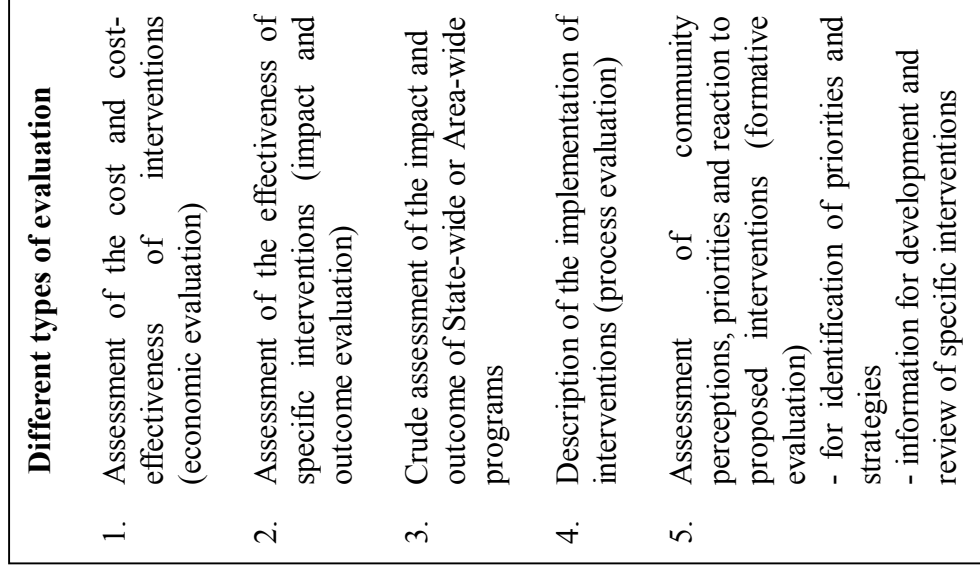 Different types of evaluation
1. Assessment of the cost and cost-
effectiveness of interventions
(economic evaluation)
2. Assessment of the effectiveness of
specific interventions (impact and
outcome evaluation)
3. Crude assessment of the impact and
outcome of State-wide or Area-wide
programs
4. Description of the implementation of
interventions (process evaluation)
5. Assessment of community
perceptions, priorities and reaction to
proposed interventions (formative
evaluation)
- for identification of priorities and
strategies
- information for development and
review of specific interventions